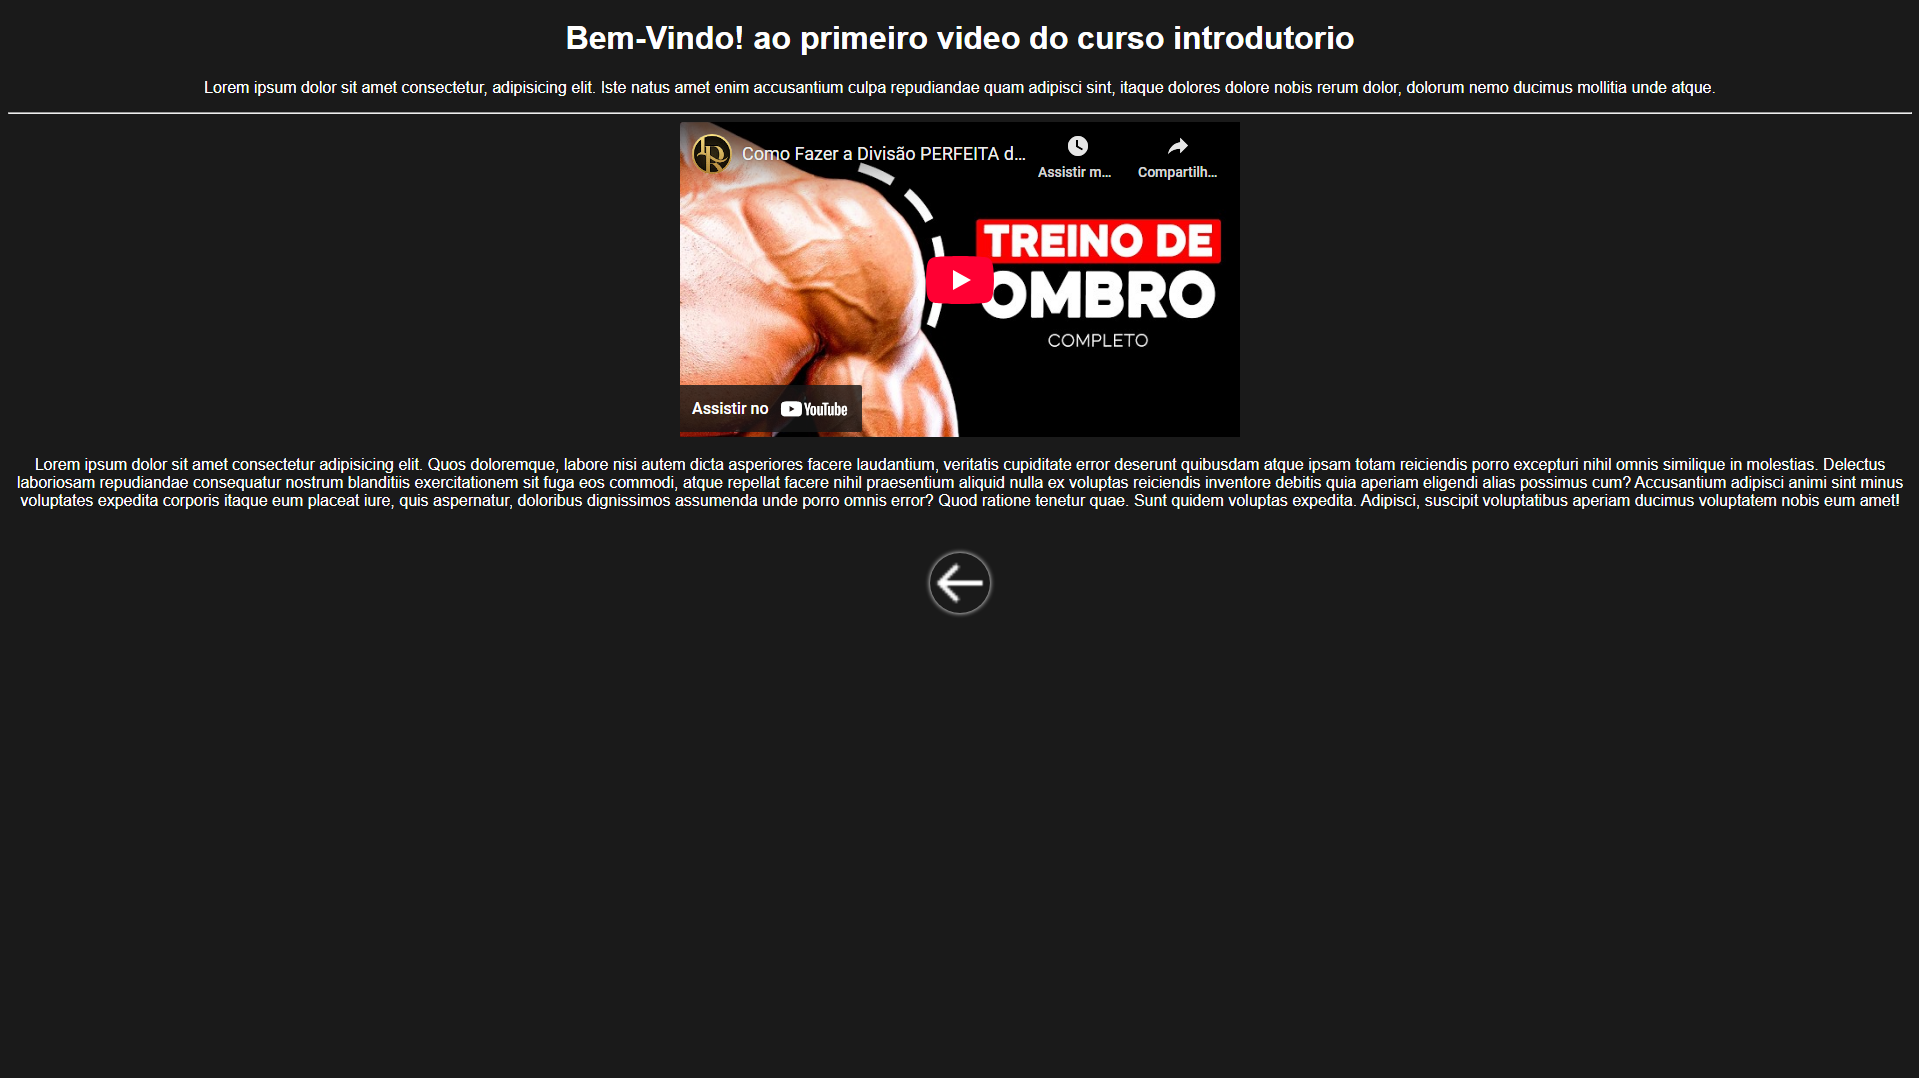 Bem-Vindo! ao primeiro video do curso introdutorio
Lorem ipsum dolor sit amet consectetur, adipisicing elit. Iste natus amet enim accusantium culpa repudiandae quam adipisci sint, itaque dolores dolore nobis rerum dolor, dolorum nemo ducimus mollitia unde atque.
Como Fazer a Divisão PERFEITA d...
Assistir m...
Compartilh...
TREINO DE
OMBRO
COMPLETO
Assistir no YouTube
Lorem ipsum dolor sit amet consectetur adipisicing elit. Quos doloremque, labore nisi autem dicta asperiores facere laudantium, veritatis cupiditate error deserunt quibusdam atque ipsam totam reiciendis porro excepturi nihil omnis similique in molestias. Delectus
laboriosam repudiandae consequatur nostrum blanditiis exercitationem sit fuga eos commodi, atque repellat facere nihil praesentium aliquid nulla ex voluptas reiciendis inventore debitis quia aperiam eligendi alias possimus cum? Accusantium adipisci animi sint minus
voluptates expedita corporis itaque eum placeat iure, quis aspernatur, doloribus dignissimos assumenda unde porro omnis error? Quod ratione tenetur quae. Sunt quidem voluptas expedita. Adipisci, suscipit voluptatibus aperiam ducimus voluptatem nobis eum amet!